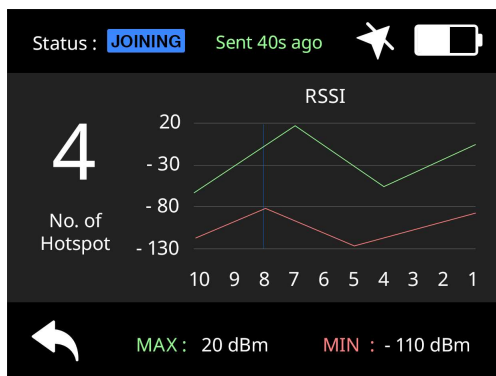 Status : JOINING Sent 40s ago
RSSI
4
No. of
Hotspot
20
- 30
- 80
- 130
10 9 8 7 6 5 4 3 2 1
MAX : 20 dBm MIN : - 110 dBm